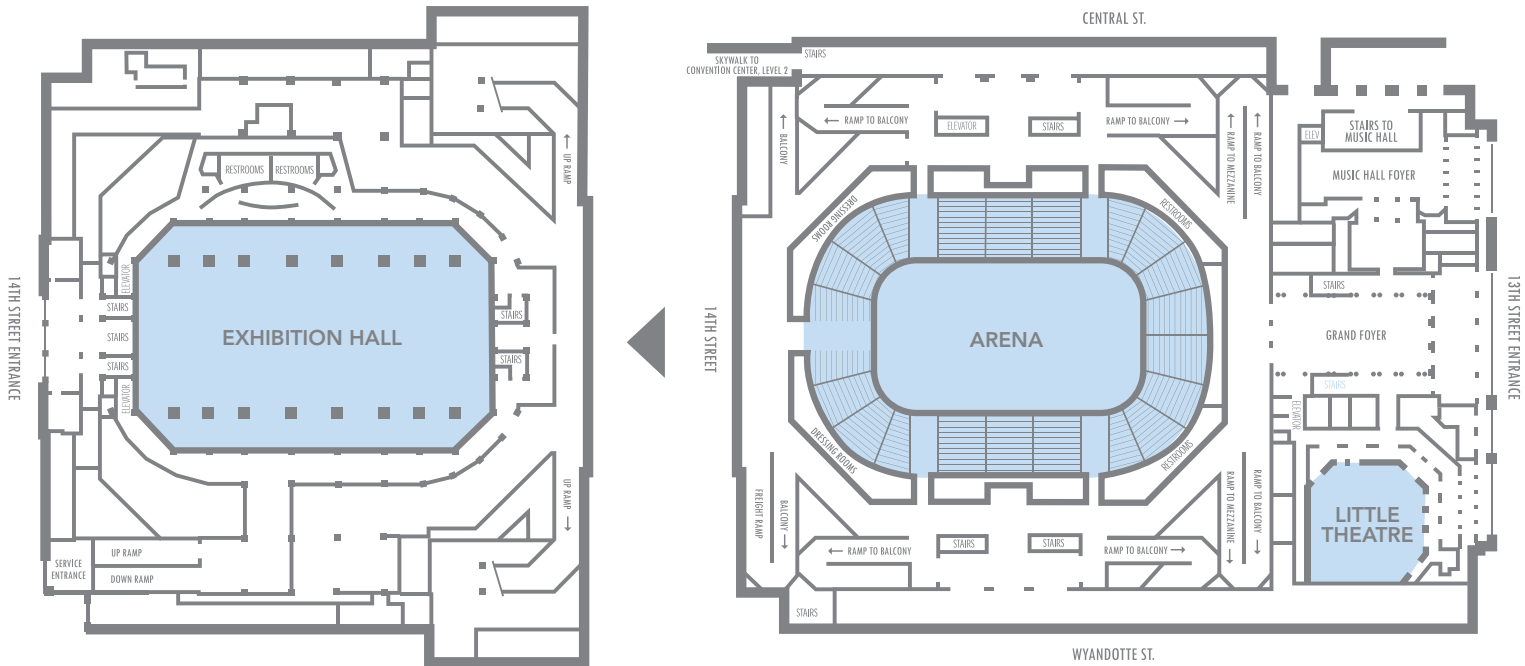 CENTRAL ST.
SKYWALK TO
CONVENTION CENTER, LEVEL 2
STAIRS
RESTROOMS
RESTROOMS
UP RAMP
ELEVATOR
STAIRS
STAIRS
STAIRS
ELEVATOR
14TH STREET ENTRANCE
EXHIBITION HALL
STAIRS
STAIRS
UP RAMP
UP RAMP
SERVICE
ENTRANCE
DOWN RAMP
14TH STREET
BALCONY
RAMP TO BALCONY
ELEVATOR
STAIRS
RAMP TO BALCONY
RAMP TO MEZZANINE
RAMP TO BALCONY
ELEV
STAIRS TO
MUSIC HALL
MUSIC HALL FOYER
DRESSING ROOMS
RESTROOMS
ARENA
STAIRS
GRAND FOYER
STAIRS
13TH STREET ENTRANCE
ELEVATOR
DRESSING ROOMS
RESTROOMS
FREIGHT RAMP
BALCONY
RAMP TO BALCONY
STAIRS
STAIRS
RAMP TO BALCONY
RAMP TO MEZZANINE
RAMP TO BALCONY
LITTLE
THEATRE
STAIRS
WYANDOTTE ST.